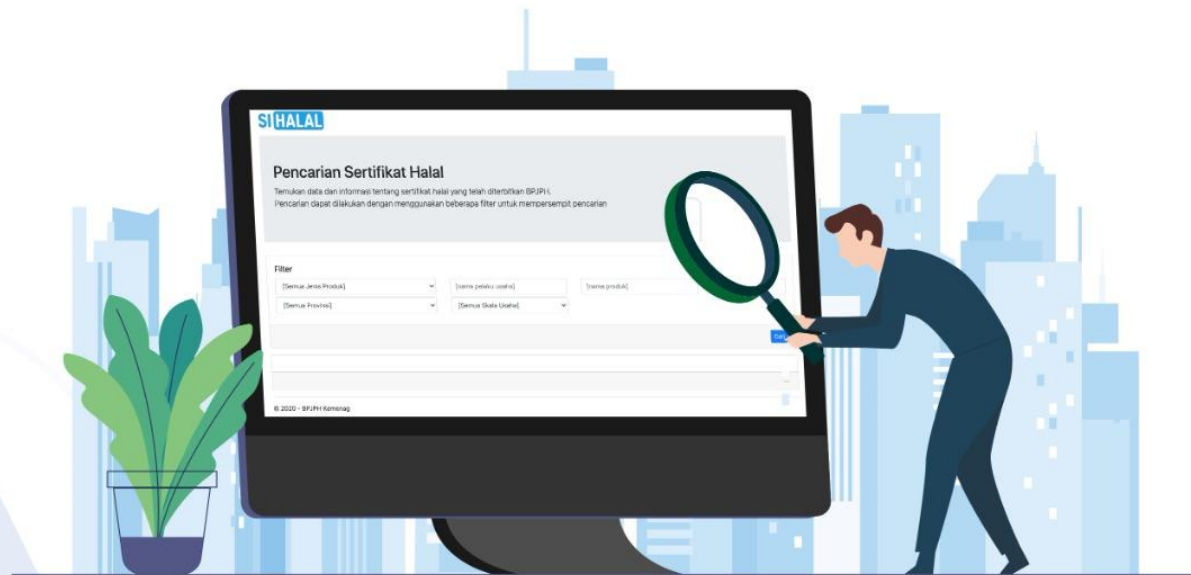 SIHALAL
Pencarian Sertifikat Halal
Temukan data dan informasi tentang sertifikat halal yang telah diterbitkan BPJPH.
Pencarian dapat dilakukan dengan menggunakan beberapa filter untuk mempersempit pencarian
Filter
[Semua Jenis Produk]
[nama pelaku usaha]
[nama produk]
[Semua Provinsi]
[Semua Skala Usaha]
© 2020 - BPJPH Kemenag